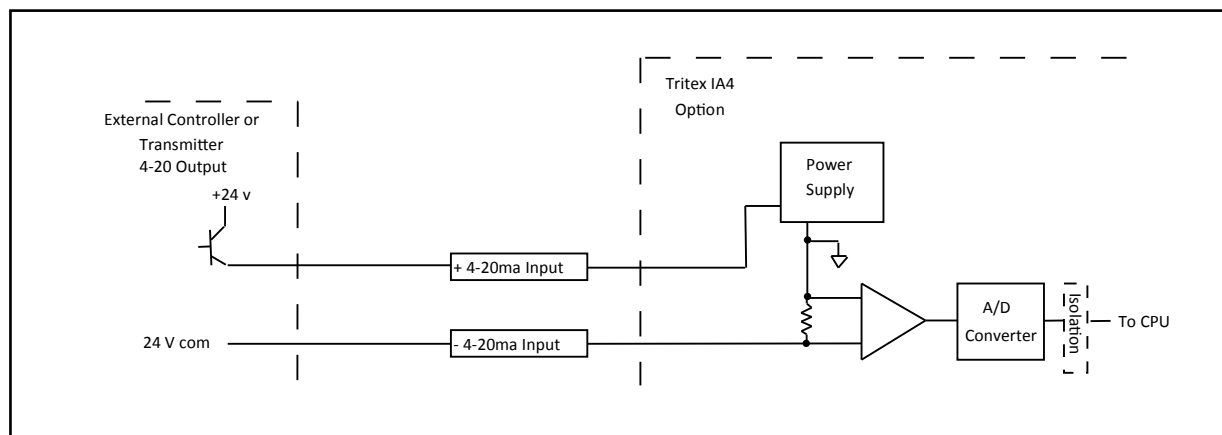 Tritex IA4
Option
External Controller or
Transmitter
4-20 Output
+24 v
Power
Supply
+ 4-20ma Input
A/D
Converter
Isolation
To CPU
24 V com
- 4-20ma Input